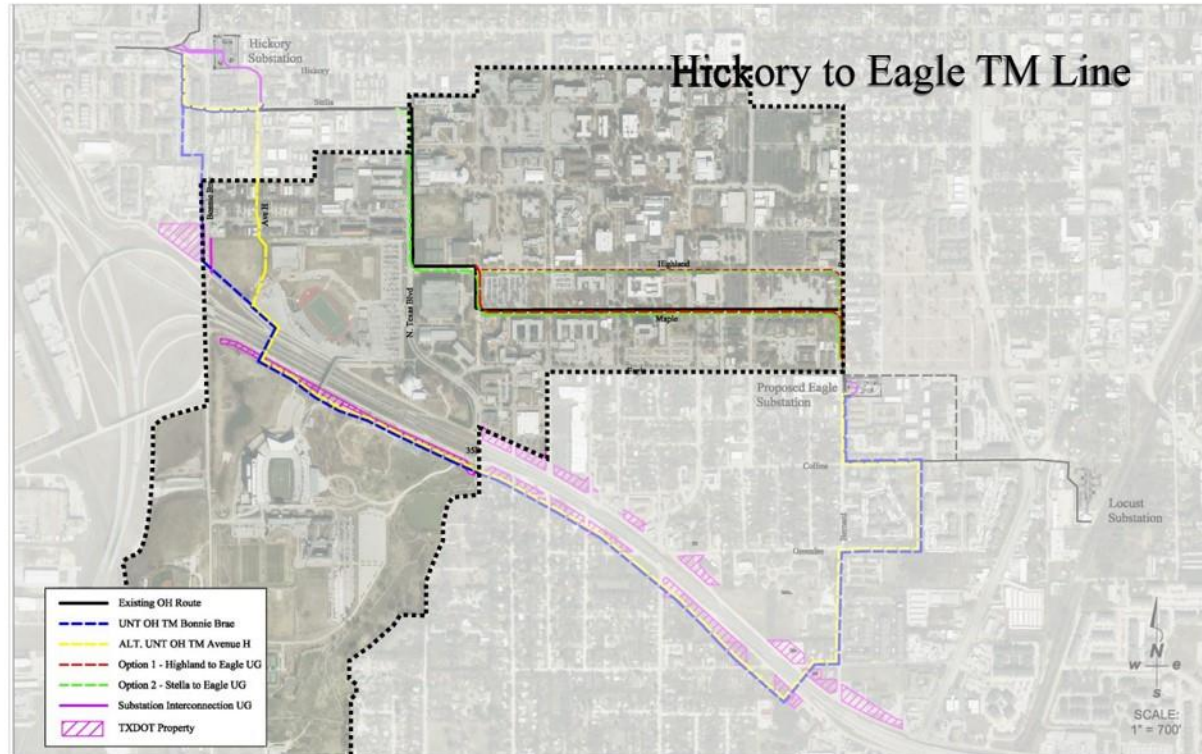 Hickory to Eagle TM Line
Hickory
Substation
Hickory
Stella
Bonnie Brae
Ave H
N. Texas Blvd
Highland
Maple
Proposed Eagle
Substation
Collins
Bernard
Greenlee
Locust
Substation
Existing OH Route
UNT OH TM Bonnie Brae
ALT. UNT OH TM Avenue H
Option 1 - Highland to Eagle UG
Option 2 - Stella to Eagle UG
Substation Interconnection UG
TXDOT Property
N
w e
s
SCALE:
1" = 700'